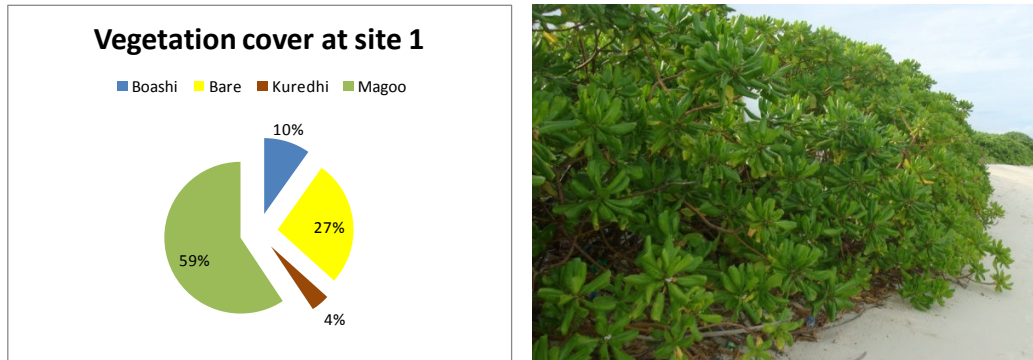 Vegetation cover at site 1
Boashi Bare Kuredhi Magoo
10%
27%
59%
4%